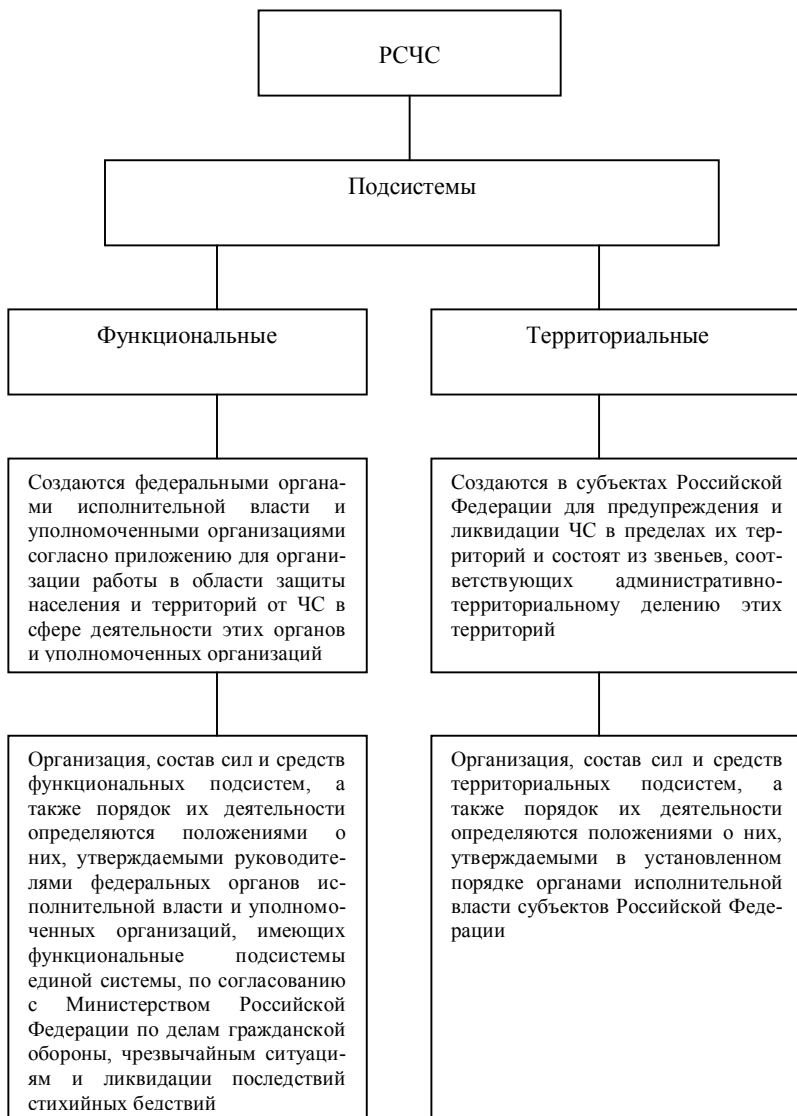 РСЧС
Подсистемы
Функциональные
Территориальные
Создаются федеральными органа-
ми исполнительной власти и
уполномоченными организациями
согласно приложению для органи-
зации работы в области защиты
населения и территорий от ЧС в
сфере деятельности этих органов
и уполномоченных организаций
Создаются в субъектах Российской
Федерации для предупреждения и
ликвидации ЧС в пределах их тер-
риторий и состоят из звеньев, соот-
ветствующих административно-
территориальному делению этих
территорий
Организация, состав сил и средств
функциональных подсистем, а
также порядок их деятельности
определяются положениями о
них, утверждаемыми руководите-
лями федеральных органов ис-
полнительной власти и уполномо-
ченных организаций, имеющих
функциональные подсистемы
единой системы, по согласованию
с Министерством Российской
Федерации по делам гражданской
обороны, чрезвычайным ситуаци-
ям и ликвидации последствий
стихийных бедствий
Организация, состав сил и средств
территориальных подсистем, а
также порядок их деятельности
определяются положениями о них,
утверждаемыми в установленном
порядке органами исполнительной
власти субъектов Российской Феде-
рации